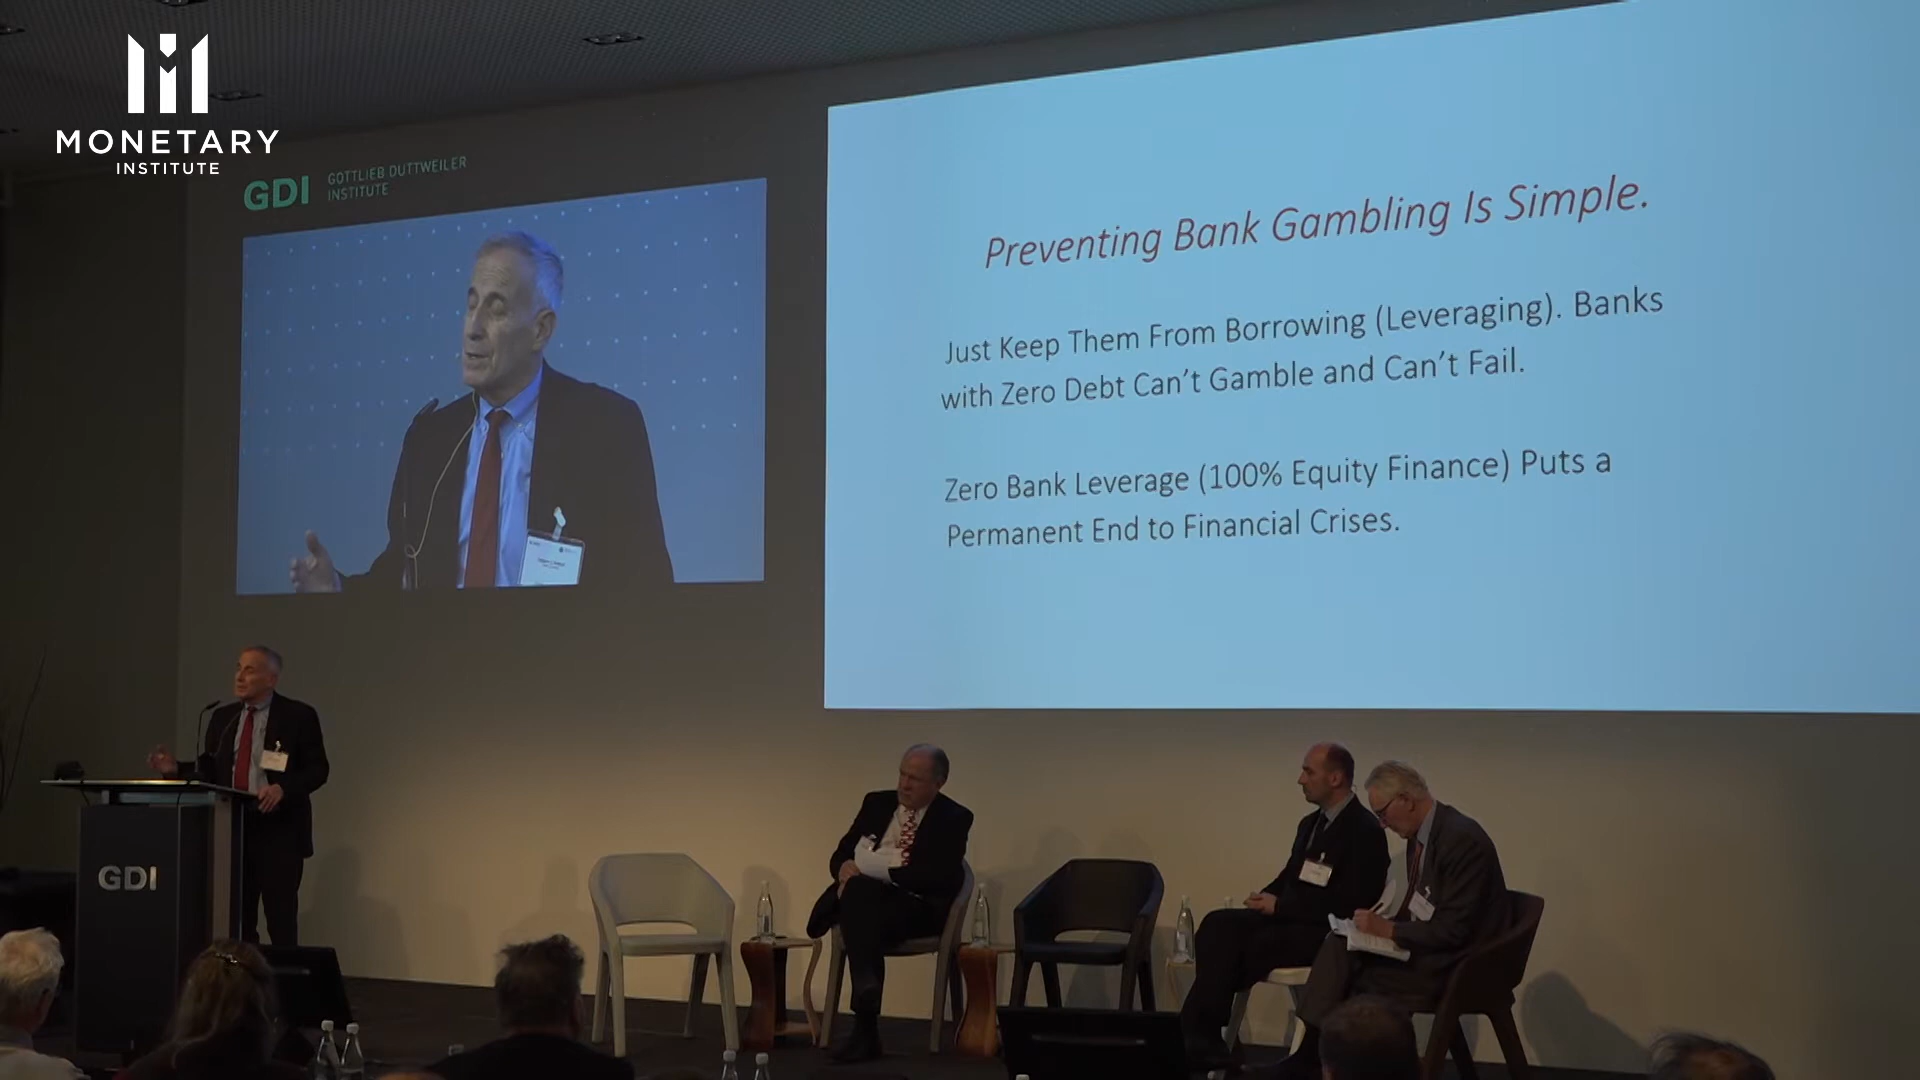 MONETARY
INSTITUTE
GDI
GOTTLIEB DUTTWEILER
INSTITUTE
Preventing Bank Gambling Is Simple.
Just Keep Them From Borrowing (Leveraging). Banks
with Zero Debt Can't Gamble and Can't Fail.
Zero Bank Leverage (100% Equity Finance) Puts a
Permanent End to Financial Crises.
GDI